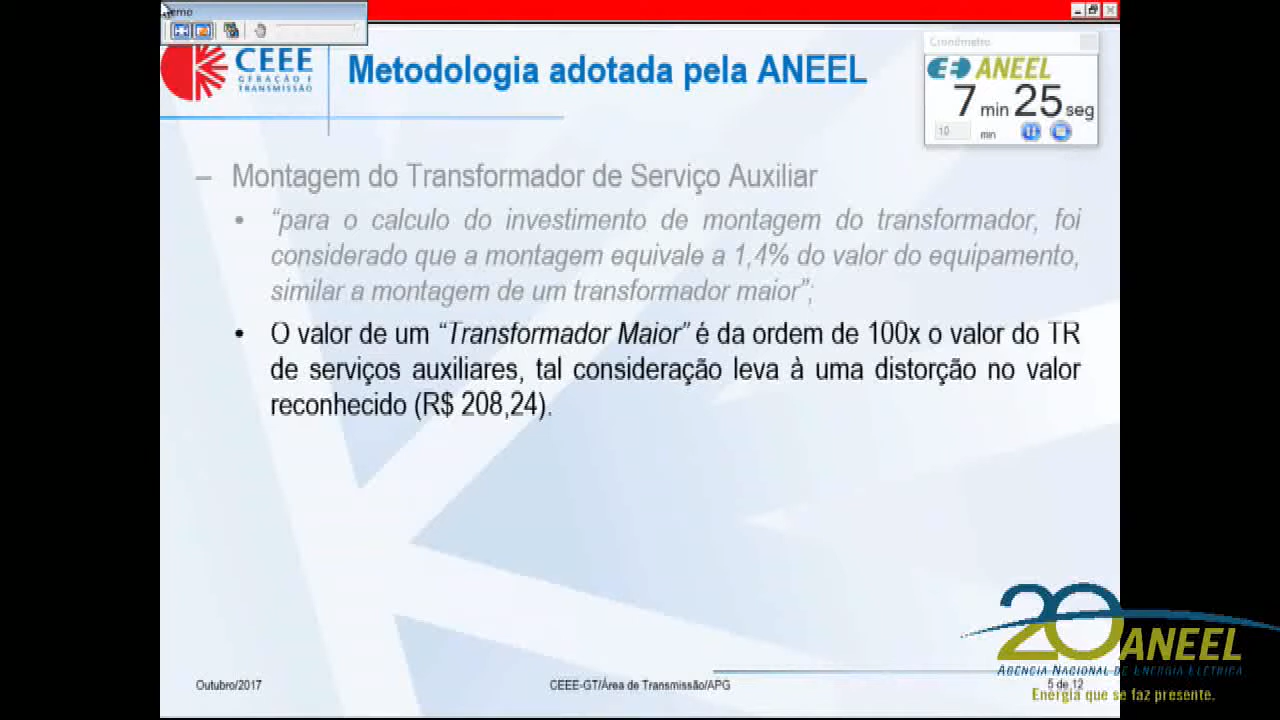 emo
CEEE
GERAÇÃO E
TRANSMISSÃO
Metodologia adotada pela ANEEL
Cronômetro
ANEEL
7 min 25 seg
10 min
– Montagem do Transformador de Serviço Auxiliar
• “para o calculo do investimento de montagem do transformador, foi
considerado que a montagem equivale a 1,4% do valor do equipamento,
similar a montagem de um transformador maior”;
• O valor de um “Transformador Maior” é da ordem de 100x o valor do TR
de serviços auxiliares, tal consideração leva à uma distorção no valor
reconhecido (R$ 208,24).
20 ANEEL
AGENCIA NACIONAL DE ENERGIA ELÉTRICA
Energia que se faz presente.
Outubro/2017
CEEE-GT/Área de Transmissão/APG
5 de 12